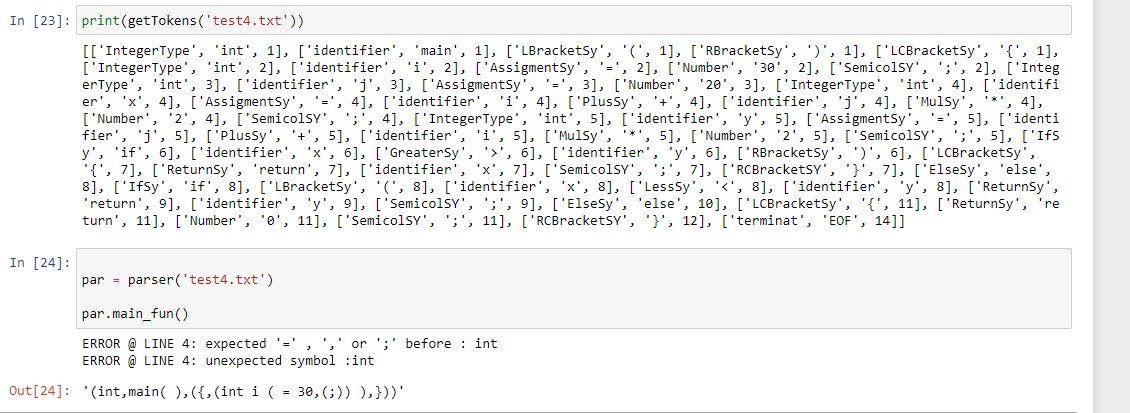 In [23]: print(getTokens('test4.txt'))
[['IntegerType', 'int', 1], ['identifier', 'main', 1], ['LBracketSy', '(', 1], ['RBracketSy', ')', 1], ['LCBracketSy', '{', 1],
['IntegerType', 'int', 2], ['identifier', 'i', 2], ['AssigmentSy', '=', 2], ['Number', '30', 2], ['SemicolSY', ';', 2], ['Integ
erType', 'int', 3], ['identifier', 'j', 3], ['AssigmentSy', '=', 3], ['Number', '20', 3], ['IntegerType', 'int', 4], ['identifi
er', 'x', 4], ['AssigmentSy', '=', 4], ['identifier', 'i', 4], ['PlusSy', '+', 4], ['identifier', 'j', 4], ['MulSy', '*', 4],
['Number', '2', 4], ['SemicolSY', ';', 4], ['IntegerType', 'int', 5], ['identifier', 'y', 5], ['AssigmentSy', '=', 5], ['identi
fier', 'j', 5], ['PlusSy', '+', 5], ['identifier', 'i', 5], ['MulSy', '*', 5], ['Number', '2', 5], ['SemicolSY', ';', 5], ['IfS
y', 'if', 6], ['identifier', 'x', 6], ['GreaterSy', '>', 6], ['identifier', 'y', 6], ['RBracketSy', ')', 6], ['LCBracketSy',
'{', 7], ['ReturnSy', 'return', 7], ['identifier', 'x', 7], ['SemicolSY', ';', 7], ['RCBracketSY', '}', 7], ['ElseSy', 'else',
8], ['IfSy', 'if', 8], ['LBracketSy', '(', 8], ['identifier', 'x', 8], ['LessSy', '<', 8], ['identifier', 'y', 8], ['ReturnSy',
'return', 9], ['identifier', 'y', 9], ['SemicolSY', ';', 9], ['ElseSy', 'else', 10], ['LCBracketSy', '{', 11], ['ReturnSy', 're
turn', 11], ['Number', '0', 11], ['SemicolSY', ';', 11], ['RCBracketSY', '}', 12], ['terminat', 'EOF', 14]]
In [24]:
par = parser('test4.txt')
par.main_fun()
ERROR @ LINE 4: expected '=' , ',' or ';' before : int
ERROR @ LINE 4: unexpected symbol :int
Out[24]: '(int,main( ),({,(int i ( = 30,(;)) ),}))'